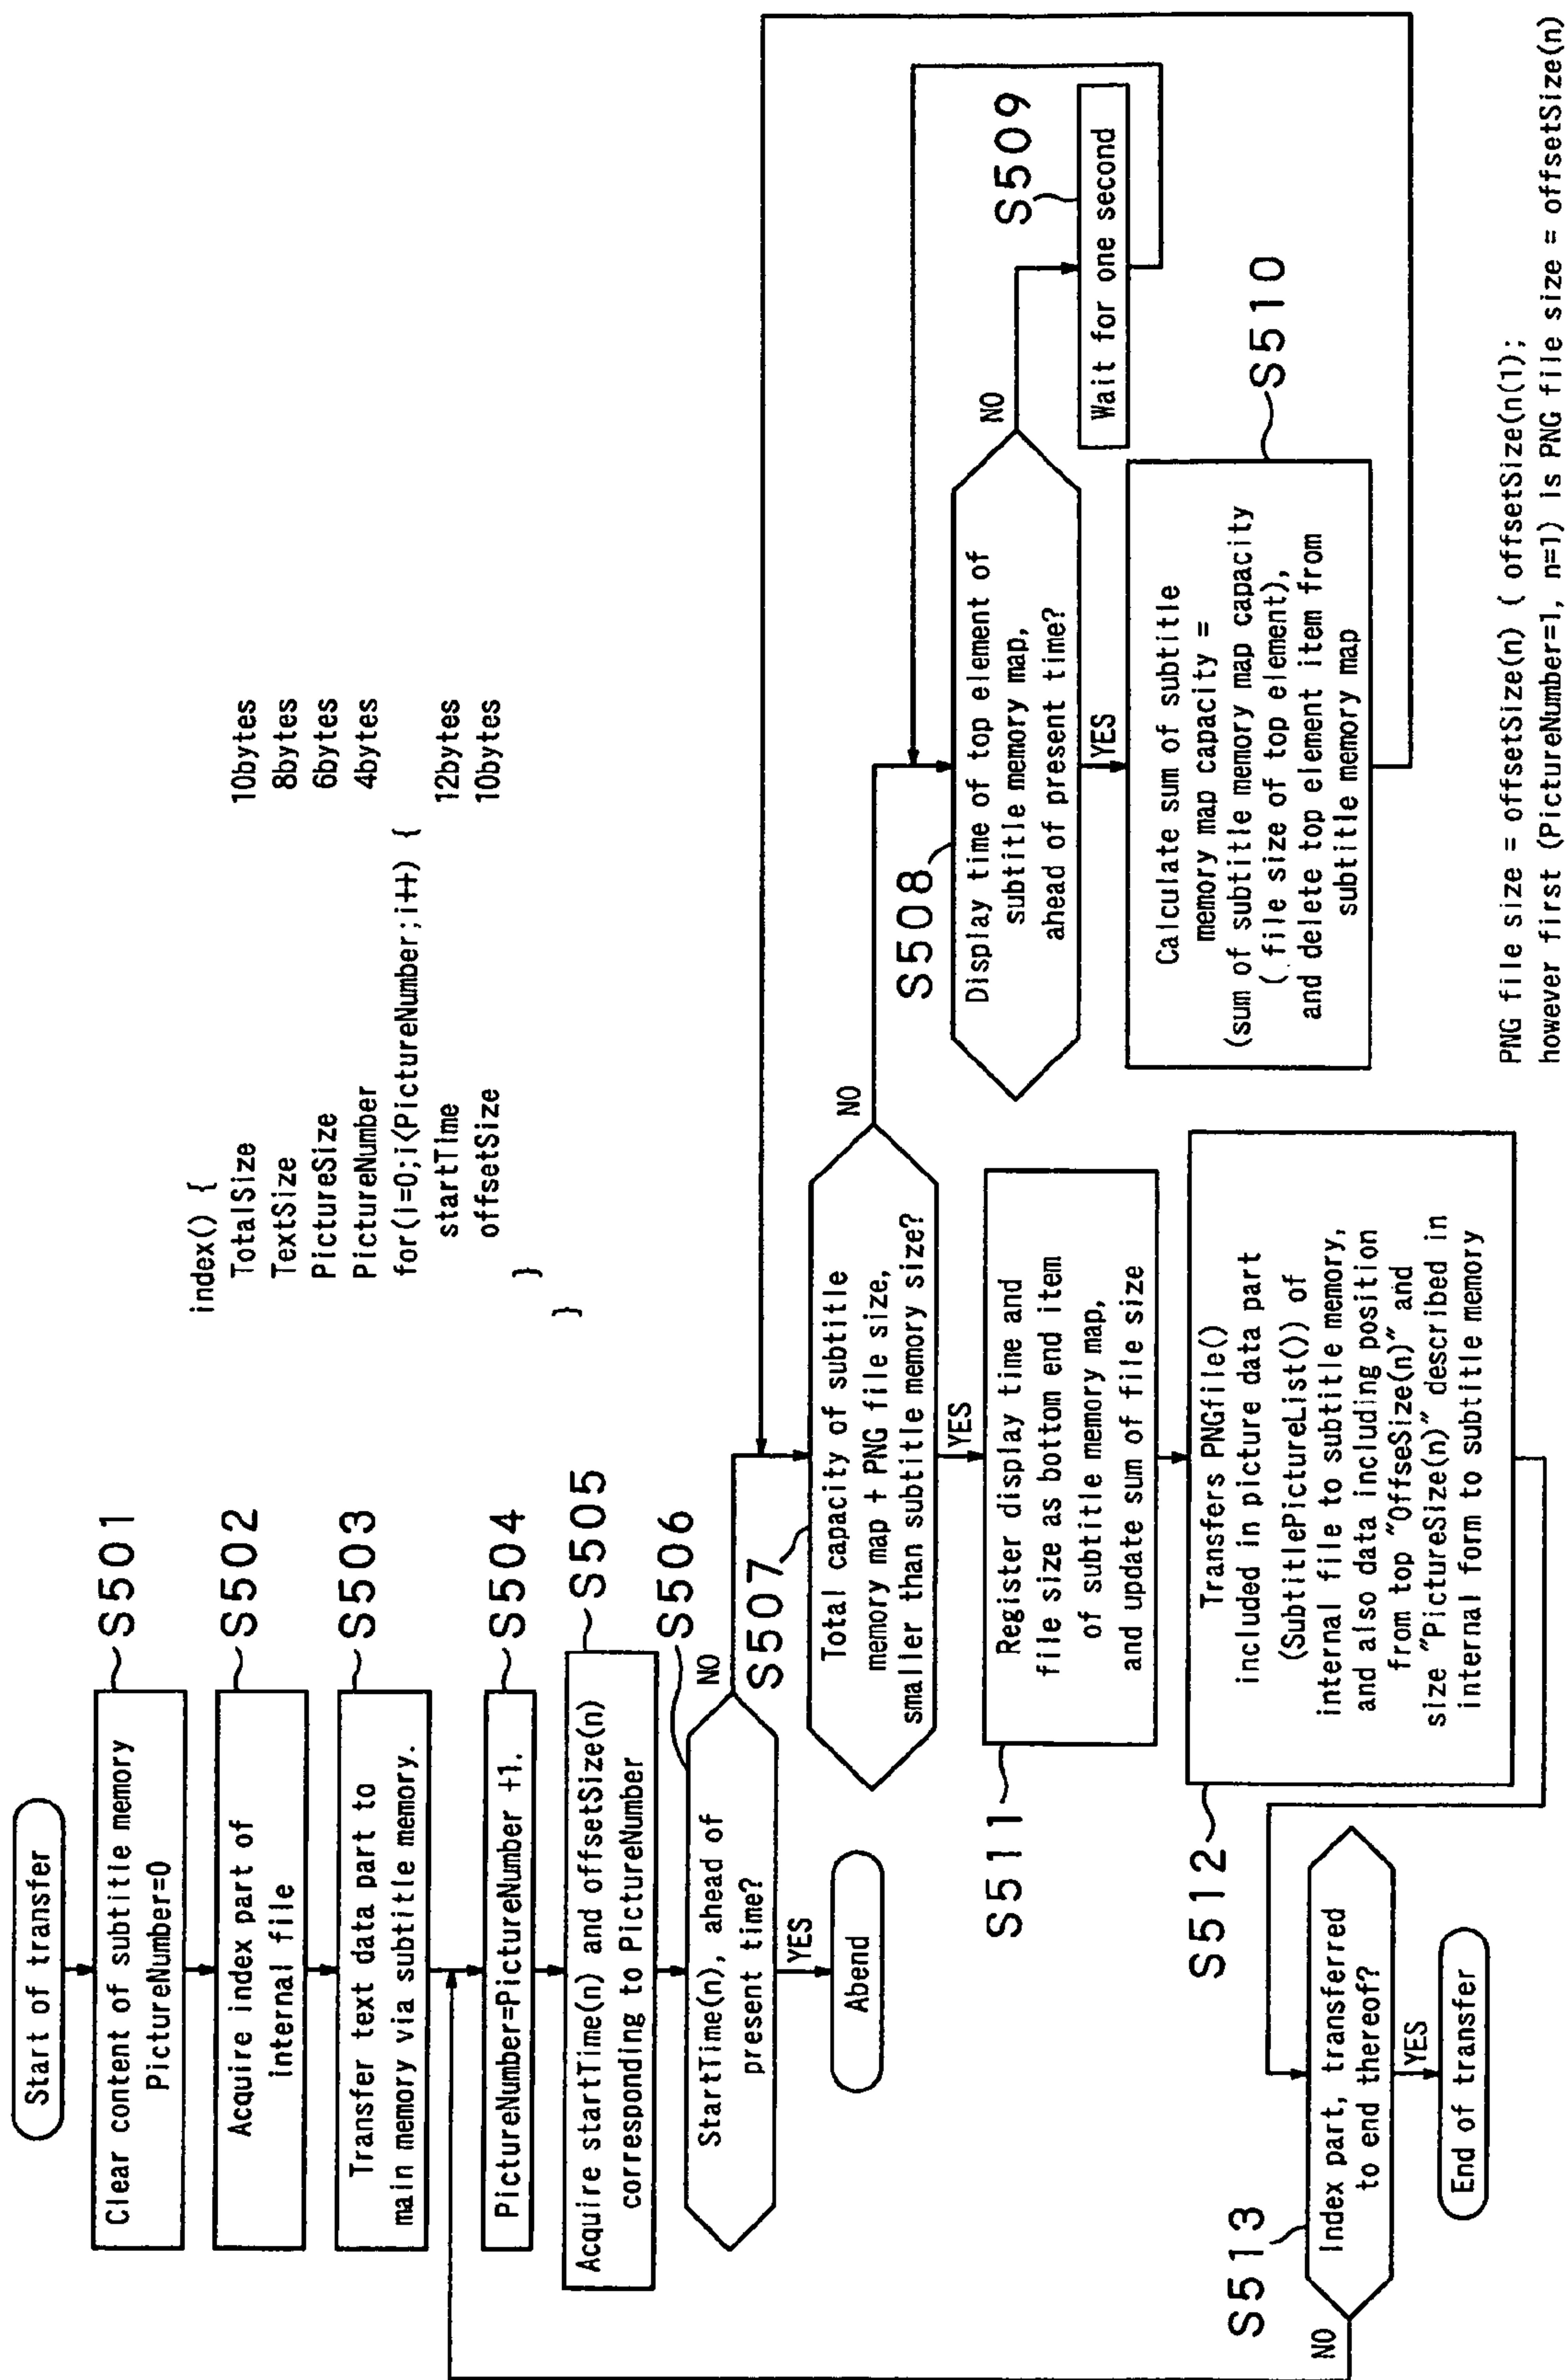 Start of transfer
Clear content of subtitle memory
PictureNumber=0
S501
Acquire index part of
internal file
S502
Transfer text data part to
main memory via subtitle memory.
S503
PictureNumber=PictureNumber +1.
S504
Acquire startTime(n) and offsetSize(n)
corresponding to PictureNumber
S505
StartTime(n), ahead of
present time?
S506
NO
YES
Abend
index() {
TotalSize 10bytes
TextSize 8bytes
PictureSize 6bytes
PictureNumber 4bytes
for(i=0;i<PictureNumber;i++) {
startTime 12bytes
offsetSize 10bytes
}
}
S507
Total capacity of subtitle
memory map + PNG file size,
smaller than subtitle memory size?
NO
YES
S508
Display time of top element of
subtitle memory map,
ahead of present time?
NO
YES
S509
Wait for one second
S510
Calculate sum of subtitle
memory map capacity =
(sum of subtitle memory map capacity
( file size of top element),
and delete top element item from
subtitle memory map
S511
Register display time and
file size as bottom end item
of subtitle memory map,
and update sum of file size
S512
Transfers PNGfile()
included in picture data part
(SubtitlePictureList()) of
internal file to subtitle memory,
and also data including position
from top "OffseSize(n)" and
size "PictureSize(n)" described in
internal form to subtitle memory
S513
Index part, transferred
to end thereof?
NO
YES
End of transfer
PNG file size = offsetSize(n) ( offsetSize(n(1);
however first (PictureNumber=1, n=1) is PNG file size = offsetSize(n)